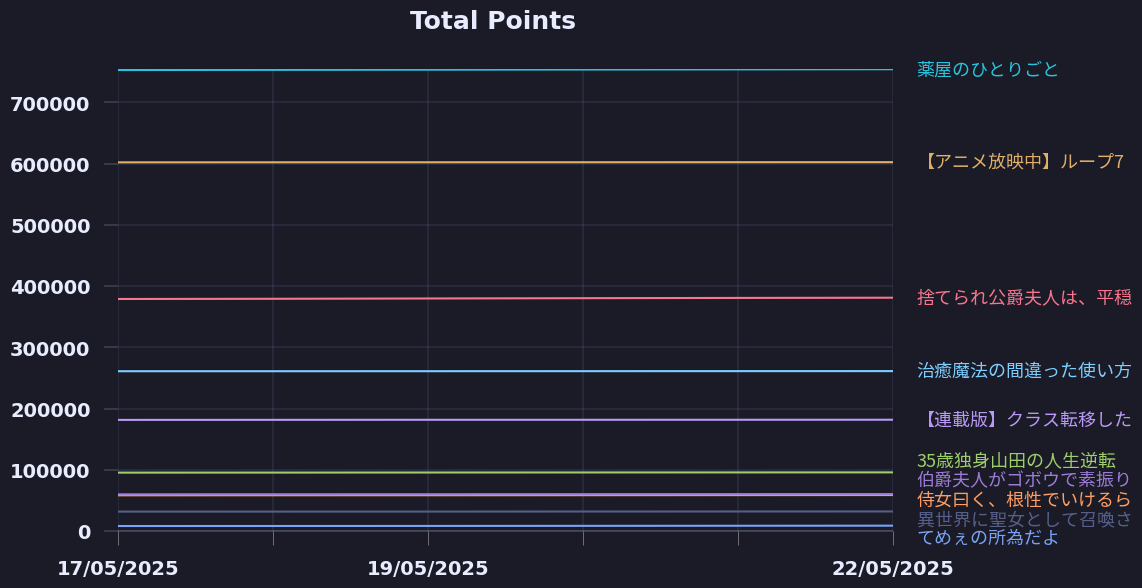 Total Points
700000
600000
500000
400000
300000
200000
100000
0
17/05/2025
19/05/2025
22/05/2025
薬屋のひとりごと
【アニメ放映中】ループ7
捨てられ公爵夫人は、平穏
治癒魔法の間違った使い方
【連載版】クラス転移した
35歳独身山田の人生逆転
伯爵夫人がゴボウで素振り
侍女曰く、根性でいけるら
異世界に聖女として召喚さ
てめぇの所為だよ